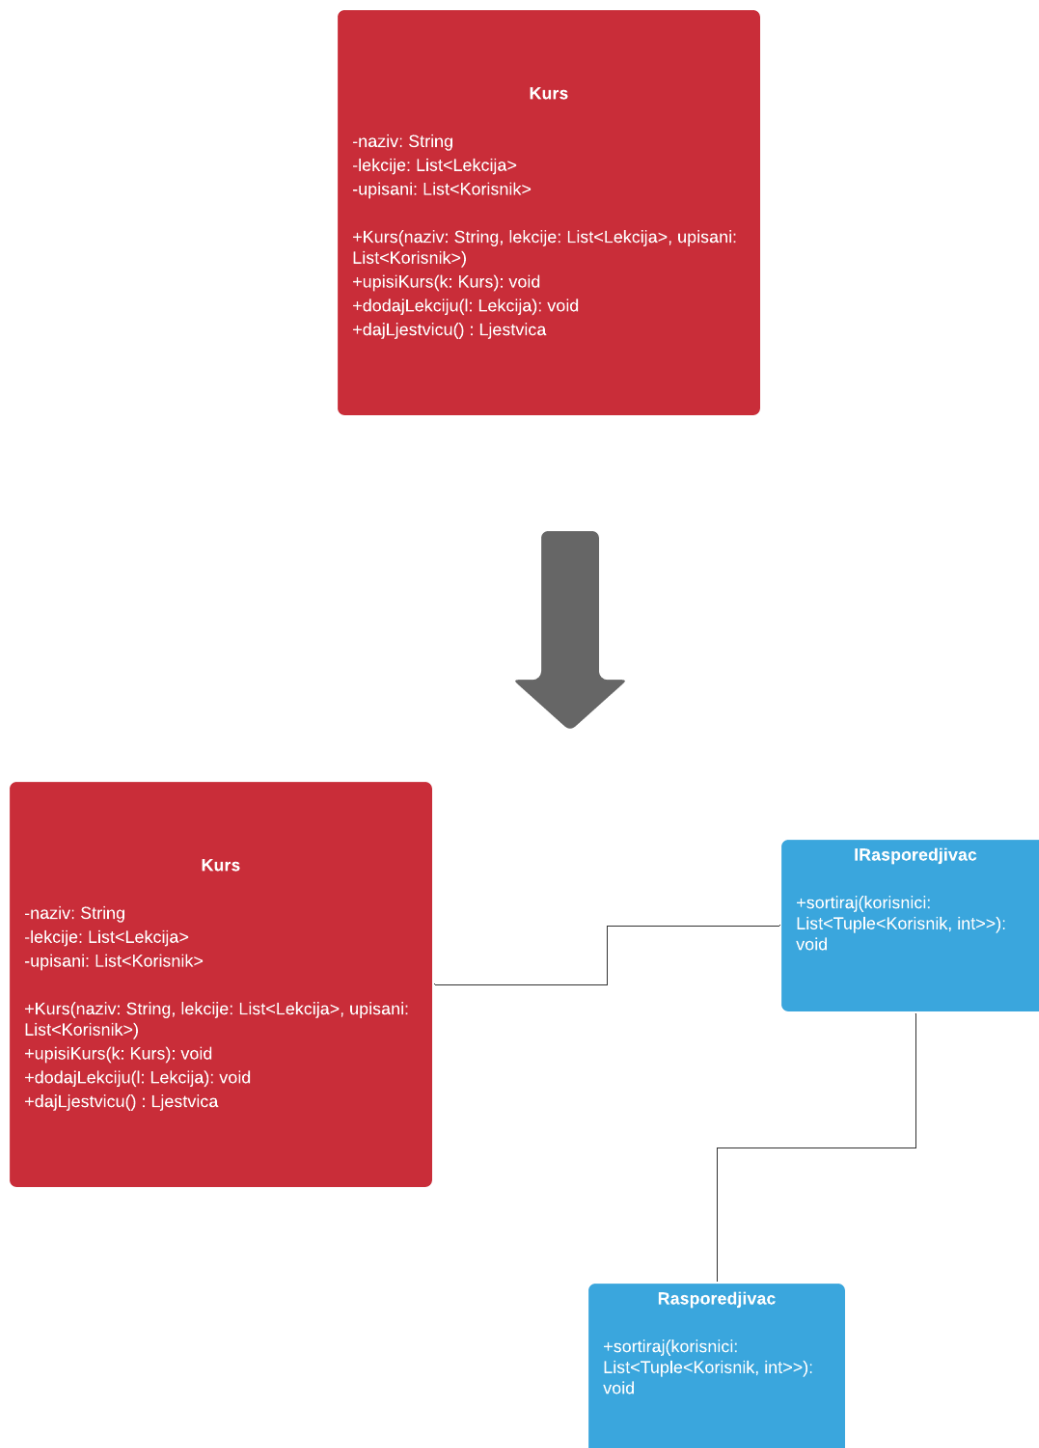 Kurs
-naziv: String
-lekcije: List<Lekcija>
-upisani: List<Korisnik>
+Kurs(naziv: String, lekcije: List<Lekcija>, upisani:
List<Korisnik>)
+upisiKurs(k: Kurs): void
+dodajLekciju(l: Lekcija): void
+dajLjestvicu() : Ljestvica
Kurs
-naziv: String
-lekcije: List<Lekcija>
-upisani: List<Korisnik>
+Kurs(naziv: String, lekcije: List<Lekcija>, upisani:
List<Korisnik>)
+upisiKurs(k: Kurs): void
+dodajLekciju(l: Lekcija): void
+dajLjestvicu() : Ljestvica
IRasporedjivac
+sortiraj(korisnici:
List<Tuple<Korisnik, int>>):
void
Rasporedjivac
+sortiraj(korisnici:
List<Tuple<Korisnik, int>>):
void